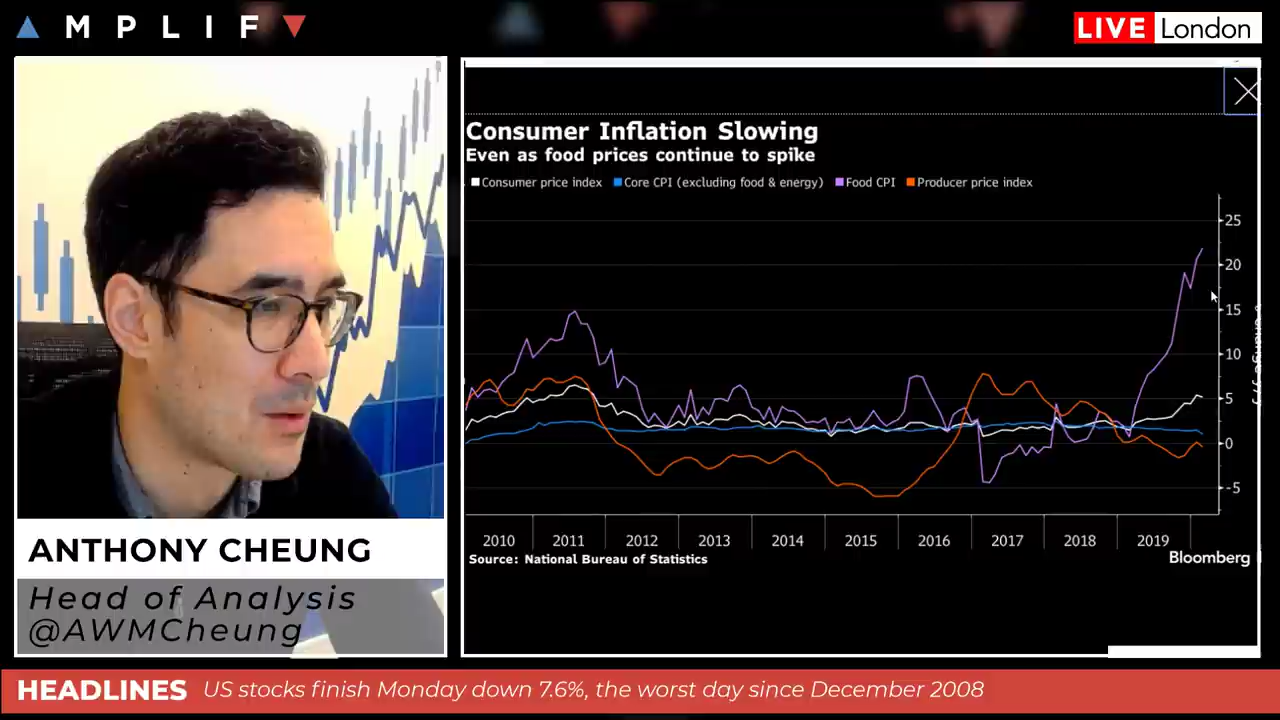 ▲ M P L I F ▼
LIVE London
Consumer Inflation Slowing
Even as food prices continue to spike
Consumer price index Core CPI (excluding food & energy) Food CPI Producer price index
25
20
15
10
5
0
-5
2010 2011 2012 2013 2014 2015 2016 2017 2018 2019
Source: National Bureau of Statistics
Bloomberg
ANTHONY CHEUNG
Head of Analysis
@AWMCheung
HEADLINES US stocks finish Monday down 7.6%, the worst day since December 2008